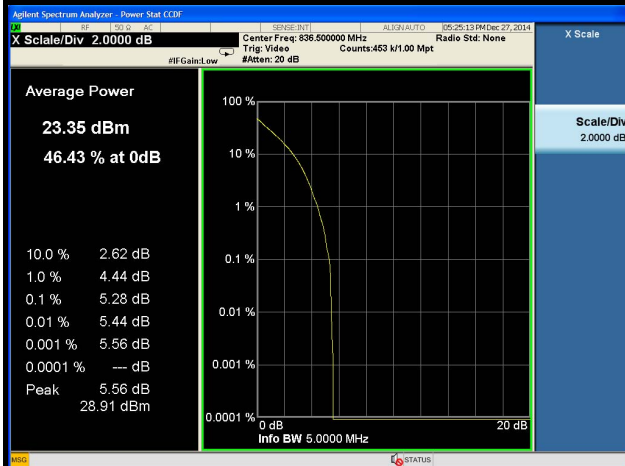 Agilent Spectrum Analyzer - Power Stat CCDF
RF 50 Ω AC SENSE:INT ALIGN AUTO 05:25:13 PM Dec 27, 2014
X Sclale/Div 2.0000 dB
Center Freq: 836.500000 MHz Radio Std: None
Trig: Video Counts:453 k/1.00 Mpt
#IFGain:Low #Atten: 20 dB
X Scale
Scale/Div
2.0000 dB
Average Power
23.35 dBm
46.43 % at 0dB
10.0 % 2.62 dB
1.0 % 4.44 dB
0.1 % 5.28 dB
0.01 % 5.44 dB
0.001 % 5.56 dB
0.0001 % --- dB
Peak 5.56 dB
28.91 dBm
100 %
10 %
1 %
0.1 %
0.01 %
0.001 %
0.0001 %
0 dB 20 dB
Info BW 5.0000 MHz
MSG STATUS